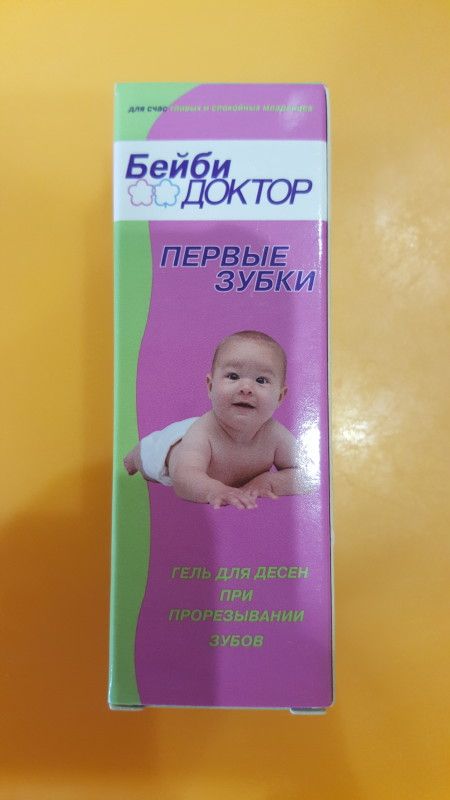 для счастливых и спокойных младенцев
Бейби
ДОКТОР
ПЕРВЫЕ
ЗУБКИ
ГЕЛЬ ДЛЯ ДЕСЕН
ПРИ
ПРОРЕЗЫВАНИИ
ЗУБОВ